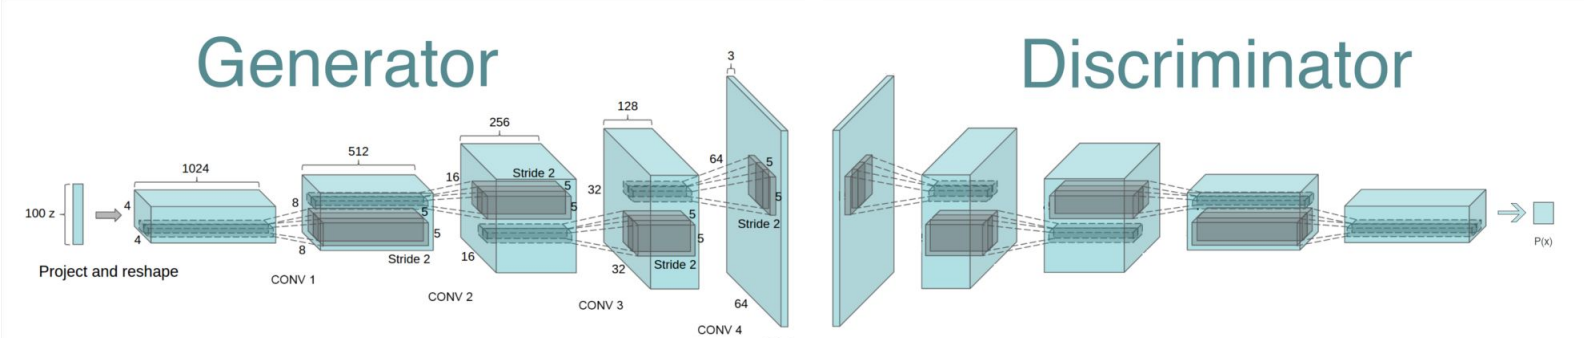 Generator
Discriminator
100 z
Project and reshape
1024
4
4
512
8
8
5
5
Stride 2
CONV 1
256
16
16
Stride 2
5
5
CONV 2
128
32
32
5
5
Stride 2
CONV 3
3
64
64
5
5
Stride 2
CONV 4
P(x)